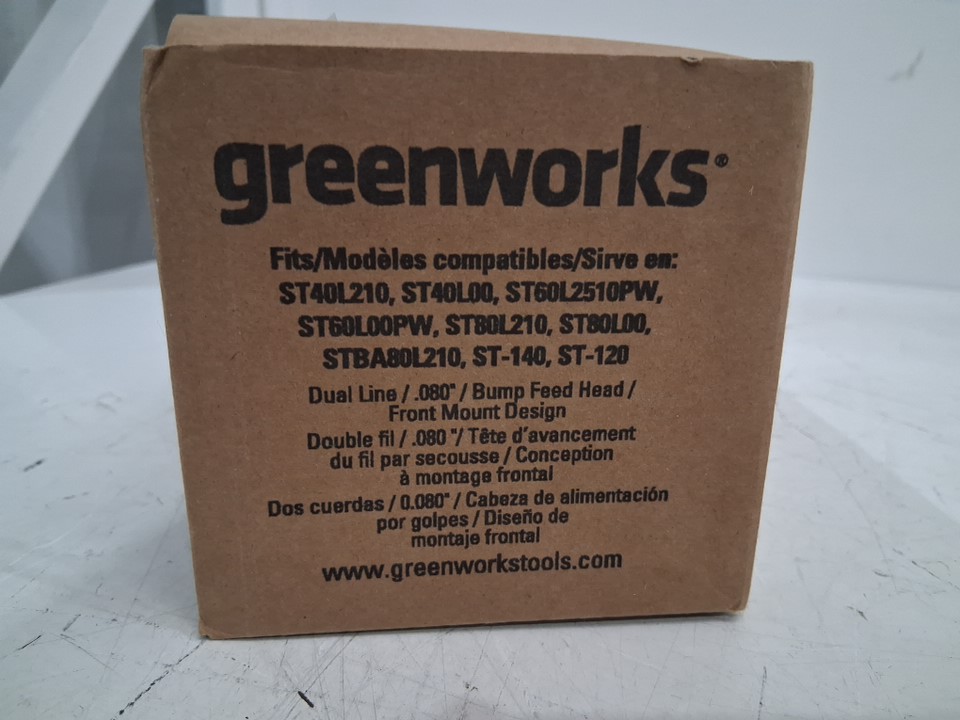 greenworks®
Fits/Modèles compatibles/Sirve en:
ST40L210, ST40L00, ST60L2510PW,
ST60L00PW, ST80L210, ST80L00,
STBA80L210, ST-140, ST-120
Dual Line / .080" / Bump Feed Head /
Front Mount Design
Double fil / .080 "/ Tête d'avancement
du fil par secousse / Conception
à montage frontal
Dos cuerdas / 0.080" / Cabeza de alimentación
por golpes / Diseño de
montaje frontal
www.greenworkstools.com